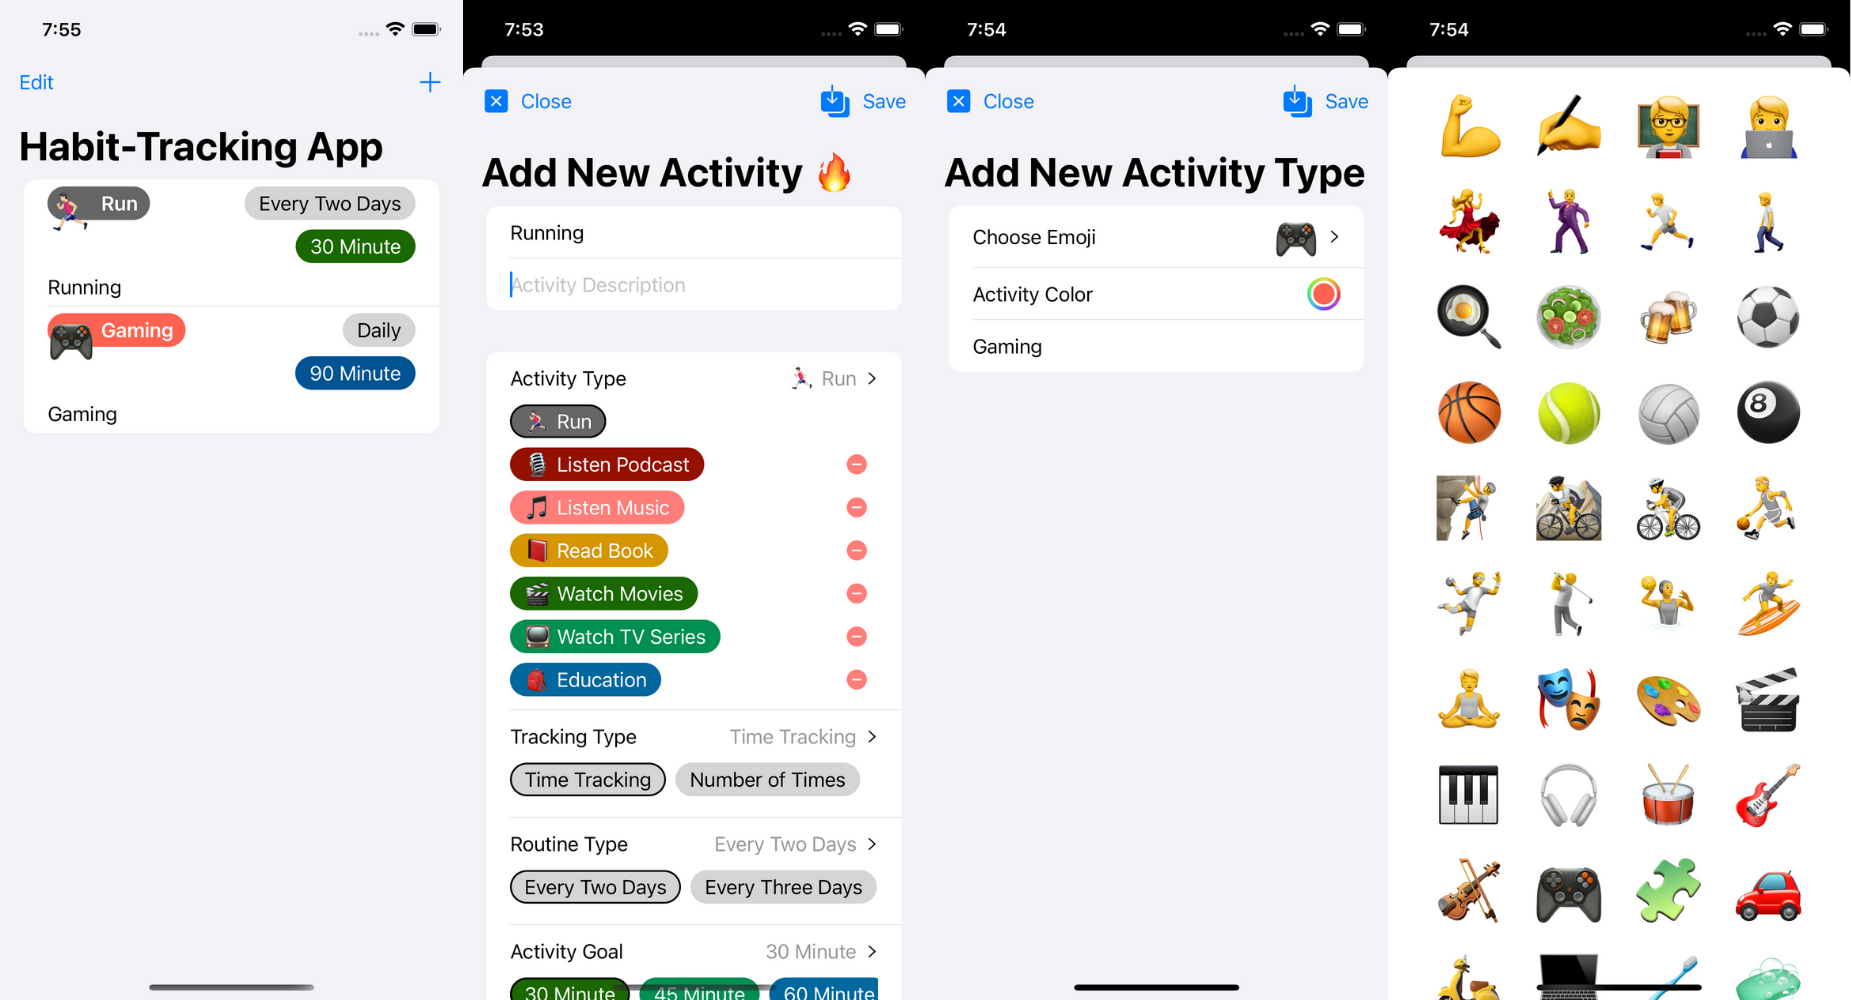 7:55
Edit
Habit-Tracking App
Run
Every Two Days
30 Minute
Running
Gaming
Daily
90 Minute
Gaming
7:53
Close
Save
Add New Activity 🔥
Running
Activity Description
Activity Type
Run
Run
Listen Podcast
Listen Music
Read Book
Watch Movies
Watch TV Series
Education
Tracking Type
Time Tracking
Time Tracking
Number of Times
Routine Type
Every Two Days
Every Two Days
Every Three Days
Activity Goal
30 Minute
30 Minute
45 Minute
60 Minute
7:54
Close
Save
Add New Activity Type
Choose Emoji
Activity Color
Gaming
7:54
8